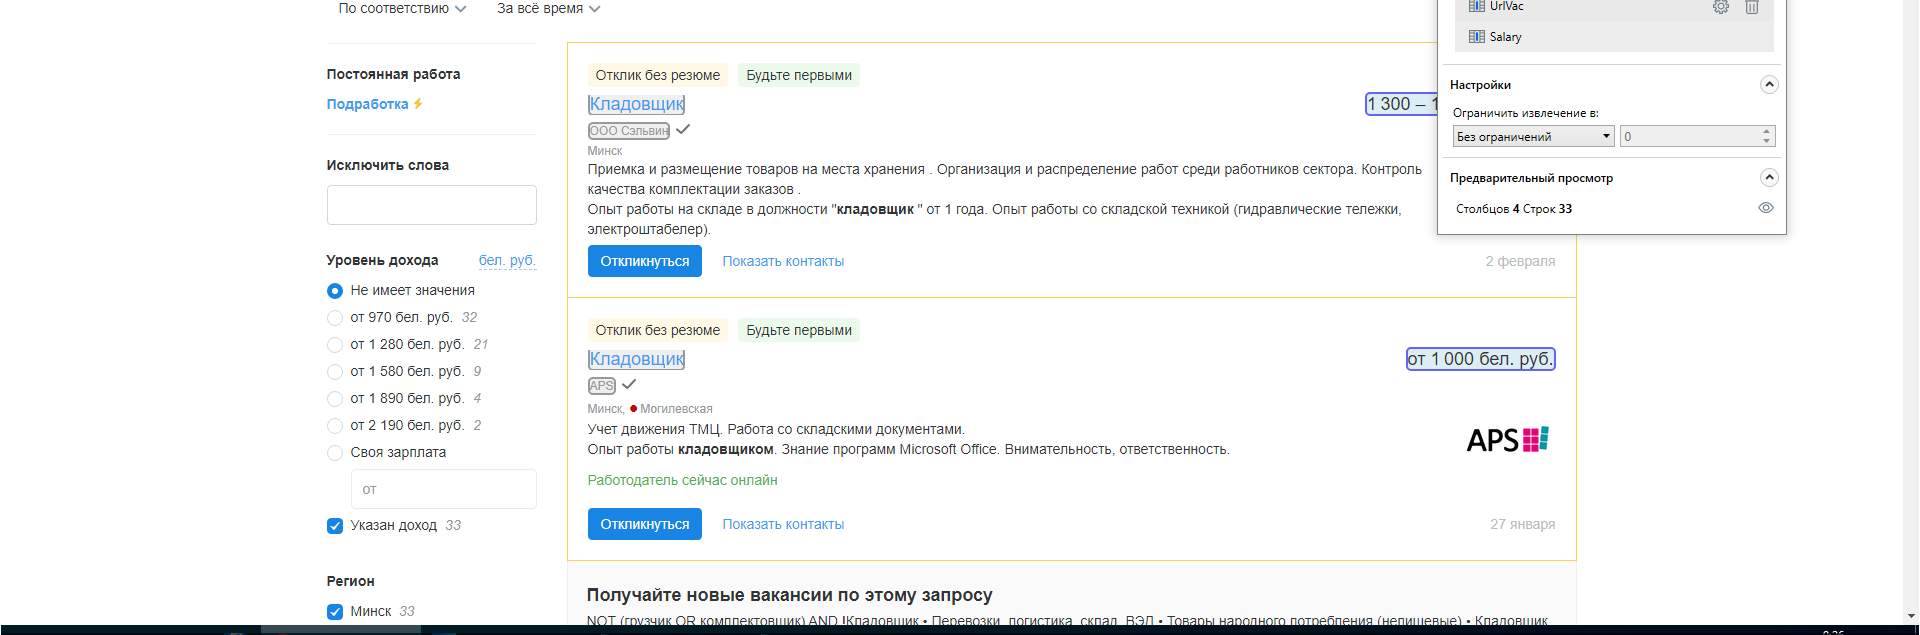 По соответствию
За всё время
Постоянная работа
Подработка
Исключить слова
Уровень дохода
бел. руб.
Не имеет значения
от 970 бел. руб. 32
от 1 280 бел. руб. 21
от 1 580 бел. руб. 9
от 1 890 бел. руб. 4
от 2 190 бел. руб. 2
Своя зарплата
от
Указан доход 33
Регион
Минск 33
Отклик без резюме
Будьте первыми
Кладовщик
1 300 –
ООО Сэльвин
Минск
Приемка и размещение товаров на места хранения . Организация и распределение работ среди работников сектора. Контроль
качества комплектации заказов .
Опыт работы на складе в должности "кладовщик " от 1 года. Опыт работы со складской техникой (гидравлические тележки,
электроштабелер).
Откликнуться
Показать контакты
2 февраля
Отклик без резюме
Будьте первыми
Кладовщик
от 1 000 бел. руб.
APS
Минск, Могилевская
Учет движения ТМЦ. Работа со складскими документами.
Опыт работы кладовщиком. Знание программ Microsoft Office. Внимательность, ответственность.
APS
Работодатель сейчас онлайн
Откликнуться
Показать контакты
27 января
Получайте новые вакансии по этому запросу
NOT (грузчик OR комплектовщик) AND !Кладовщик • Перевозки, логистика, склад, ВЭД • Товары народного потребления (непищевые) • Кладовщик
UrlVac
Salary
Настройки
Ограничить извлечение в:
Без ограничений
0
Предварительный просмотр
Столбцов 4 Строк 33